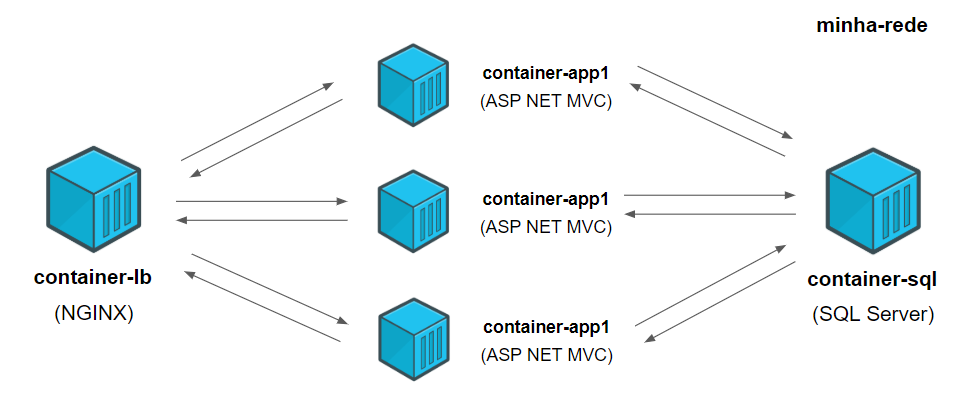 minha-rede
container-app1
(ASP NET MVC)
container-lb
(NGINX)
container-app1
(ASP NET MVC)
container-sql
(SQL Server)
container-app1
(ASP NET MVC)